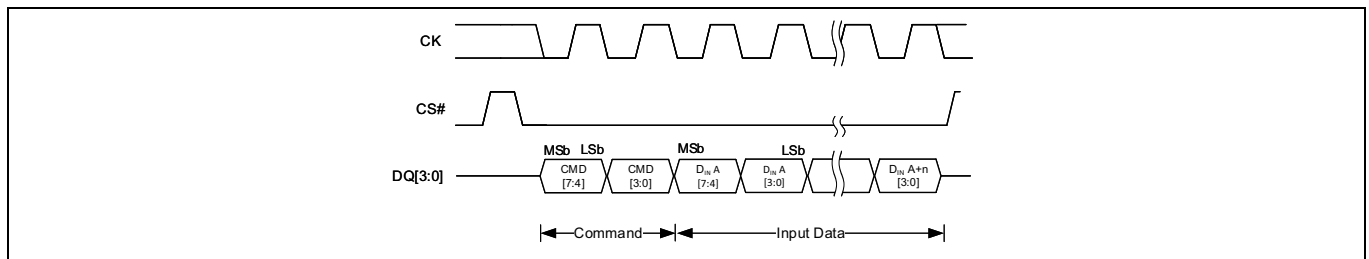 CK
CS#
MSb LSb MSb LSb
DQ[3:0] CMD [7:4] CMD [3:0] DIN A [7:4] DIN A [3:0] DIN A+n [3:0]
Command Input Data